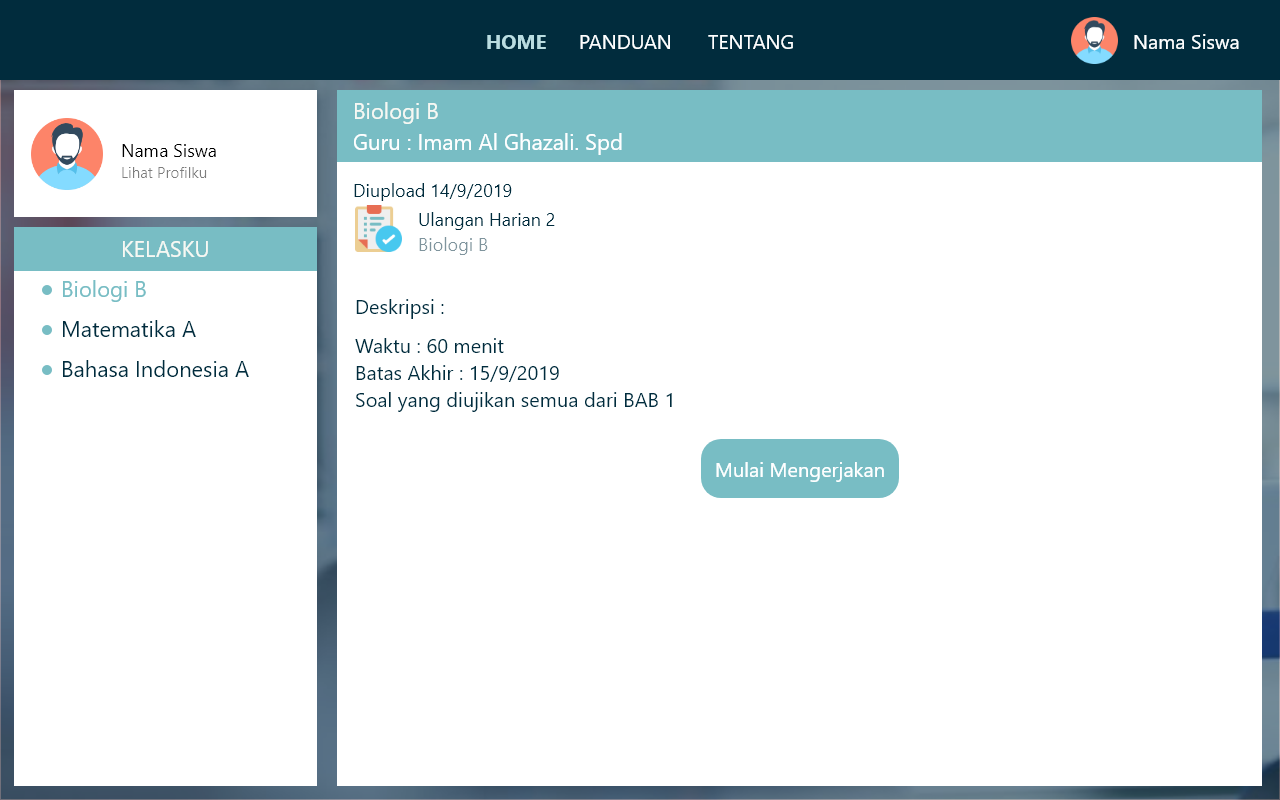 HOME
PANDUAN
TENTANG
Nama Siswa
Nama Siswa
Lihat Profilku
KELASKU
Biologi B
Matematika A
Bahasa Indonesia A
Biologi B
Guru : Imam Al Ghazali. Spd
Diupload 14/9/2019
Ulangan Harian 2
Biologi B
Deskripsi :
Waktu : 60 menit
Batas Akhir : 15/9/2019
Soal yang diujikan semua dari BAB 1
Mulai Mengerjakan